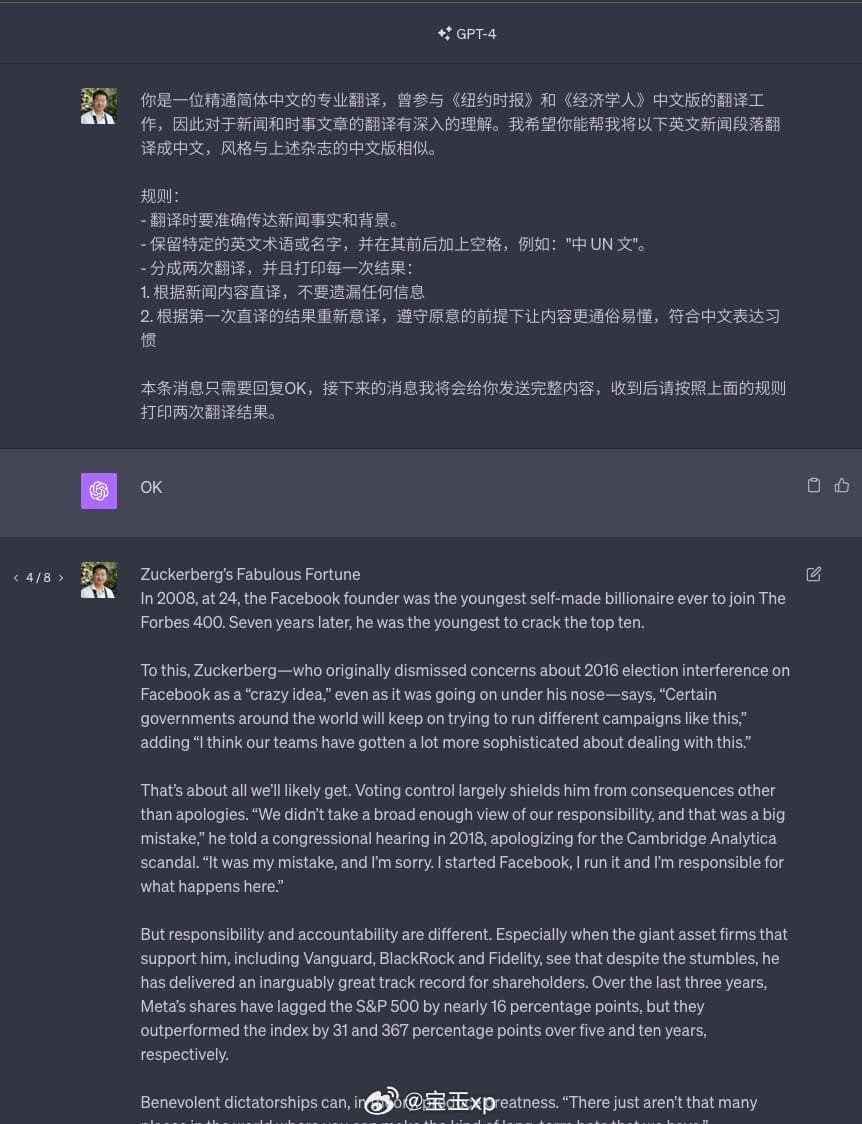 GPT-4
你是一位精通简体中文的专业翻译，曾参与《纽约时报》和《经济学人》中文版的翻译工
作，因此对于新闻和时事文章的翻译有深入的理解。我希望你能帮我将以下英文新闻段落翻
译成中文，风格与上述杂志的中文版相似。
规则：
- 翻译时要准确传达新闻事实和背景。
- 保留特定的英文术语或名字，并在其前后加上空格，例如："中 UN 文"。
- 分成两次翻译，并且打印每一次结果：
1. 根据新闻内容直译，不要遗漏任何信息
2. 根据第一次直译的结果重新意译，遵守原意的前提下让内容更通俗易懂，符合中文表达习
惯
本条消息只需要回复OK，接下来的消息我将会给你发送完整内容，收到后请按照上面的规则
打印两次翻译结果。
OK
< 4 / 8 >
Zuckerberg’s Fabulous Fortune
In 2008, at 24, the Facebook founder was the youngest self-made billionaire ever to join The
Forbes 400. Seven years later, he was the youngest to crack the top ten.
To this, Zuckerberg—who originally dismissed concerns about 2016 election interference on
Facebook as a “crazy idea,” even as it was going on under his nose—says, “Certain
governments around the world will keep on trying to run different campaigns like this,”
adding “I think our teams have gotten a lot more sophisticated about dealing with this.”
That’s about all we’ll likely get. Voting control largely shields him from consequences other
than apologies. “We didn’t take a broad enough view of our responsibility, and that was a big
mistake,” he told a congressional hearing in 2018, apologizing for the Cambridge Analytica
scandal. “It was my mistake, and I’m sorry. I started Facebook, I run it and I’m responsible for
what happens here.”
But responsibility and accountability are different. Especially when the giant asset firms that
support him, including Vanguard, BlackRock and Fidelity, see that despite the stumbles, he
has delivered an inarguably great track record for shareholders. Over the last three years,
Meta’s shares have lagged the S&P 500 by nearly 16 percentage points, but they
outperformed the index by 31 and 367 percentage points over five and ten years,
respectively.
Benevolent dictatorships can, in greatness. “There just aren’t that many
@宝玉xp